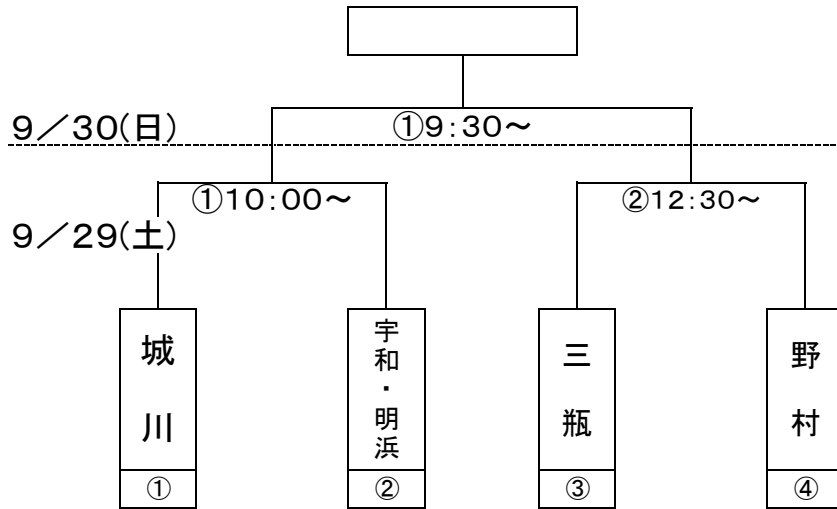 9／30(日)
①9:30～
①10:00～
②12:30～
9／29(土)
城川
宇和・明浜
三瓶
野村
①
②
③
④